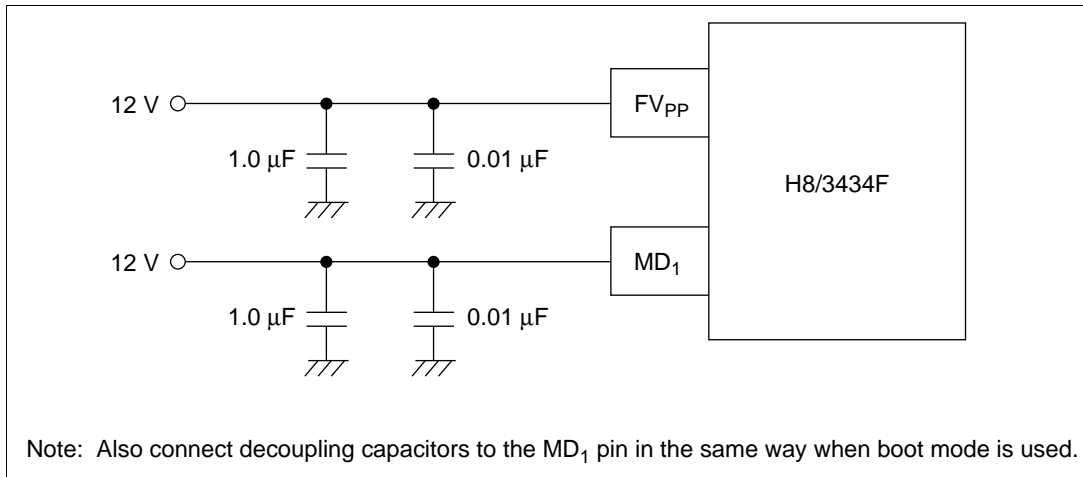 12 V
FVPP
1.0 μF
0.01 μF
H8/3434F
12 V
MD1
1.0 μF
0.01 μF
Note: Also connect decoupling capacitors to the MD1 pin in the same way when boot mode is used.